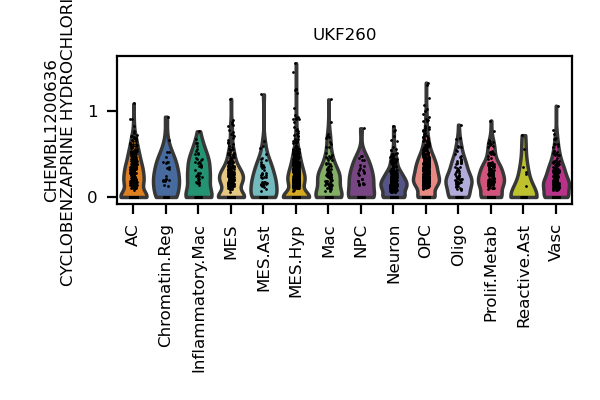 UKF260
CHEMBL1200636
1
0
AC
Chromatin.Reg
Inflammatory.Mac
MES
MES.Ast
MES.Hyp
Mac
NPC
Neuron
OPC
Oligo
Prolif.Metab
Reactive.Ast
Vasc
CYCLOBENZAPRINE